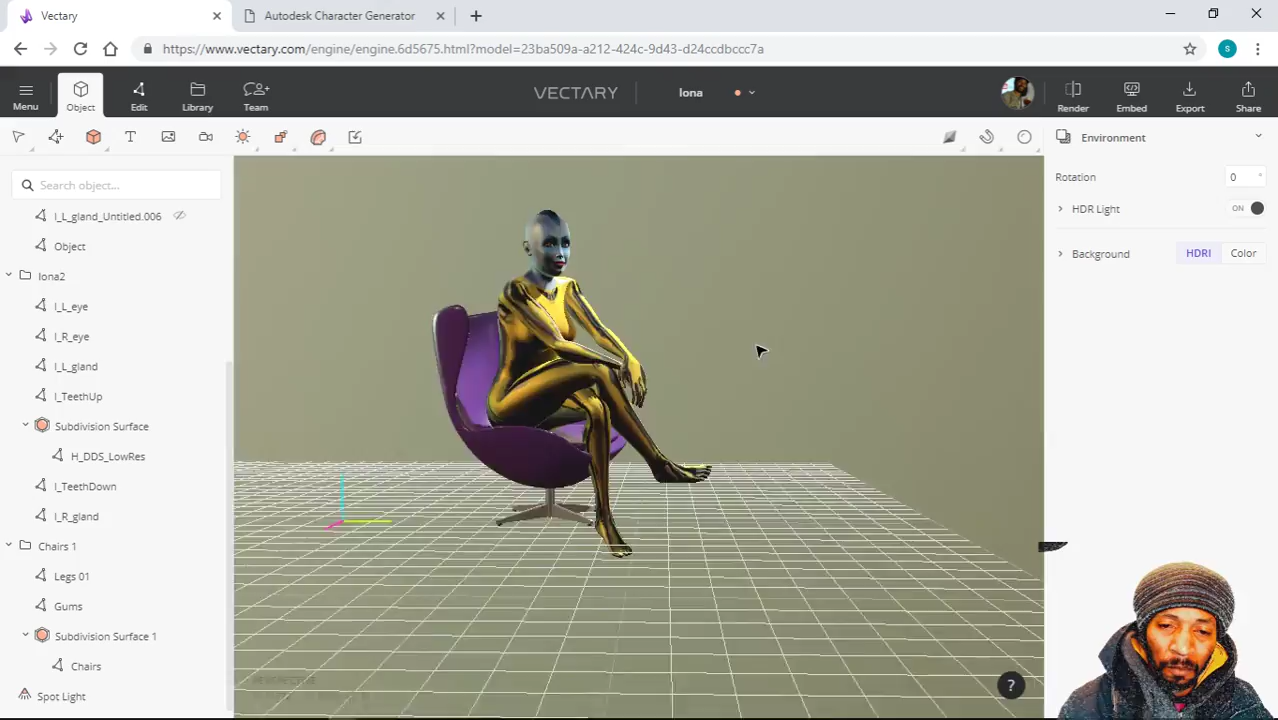 Vectary
Autodesk Character Generator
https://www.vectary.com/engine/engine.6d5675.html?model=23ba509a-a212-424c-9d43-d24ccdbccc7a
S
Menu
Object
Edit
Library
Team
VECTARY
Iona
Render
Embed
Export
Share
T
Search object...
I_L_gland_Untitled.006
Object
Iona2
I_L_eye
I_R_eye
I_L_gland
I_TeethUp
Subdivision Surface
H_DDS_LowRes
I_TeethDown
I_R_gland
Chairs 1
Legs 01
Gums
Subdivision Surface 1
Chairs
Spot Light
Environment
Rotation
0 °
HDR Light
ON
Background
HDRI
Color
PERSPECTIVE
?